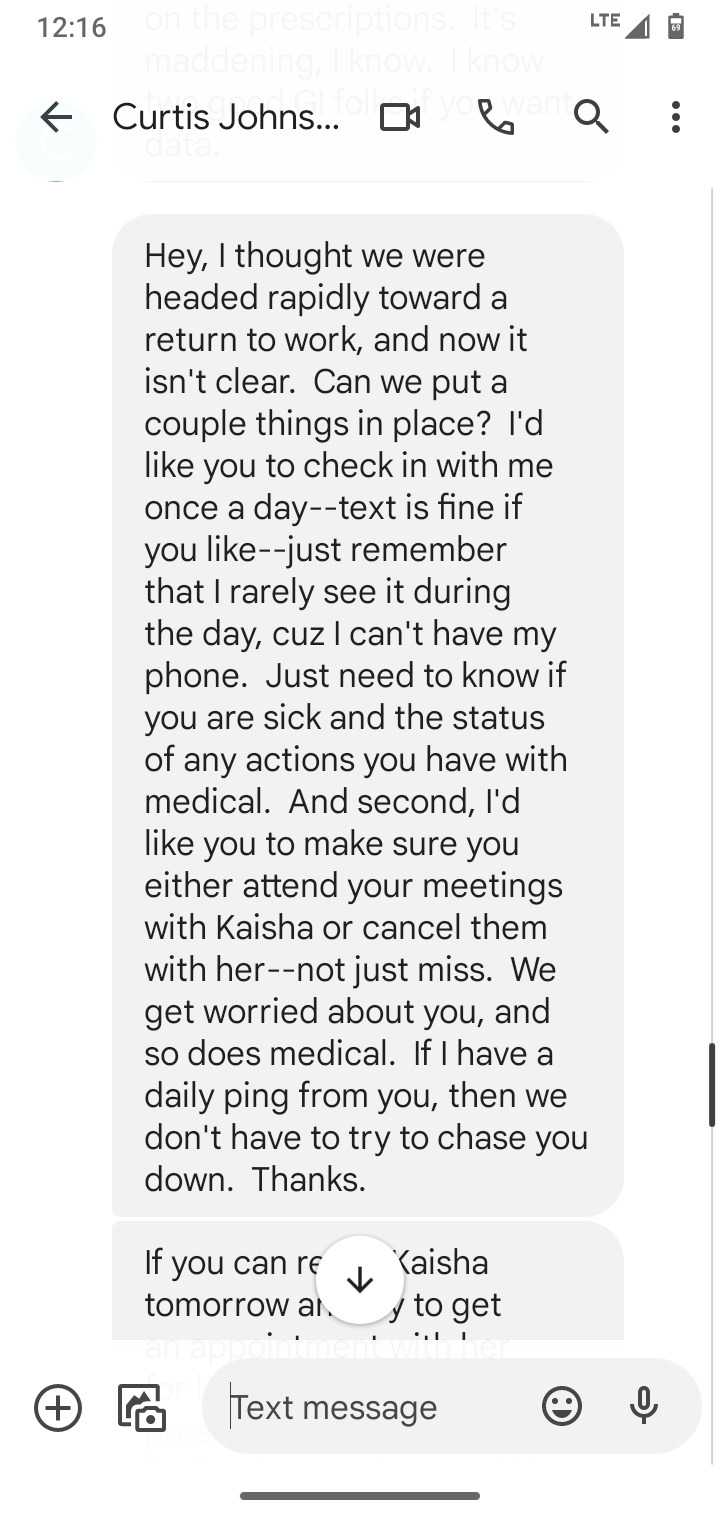 12:16
LTE
69
on the prescriptions.  It's
maddening, I know.  I know
two good GI folks if you want
data.
Curtis Johns...
Hey, I thought we were
headed rapidly toward a
return to work, and now it
isn't clear.  Can we put a
couple things in place?  I'd
like you to check in with me
once a day--text is fine if
you like--just remember
that I rarely see it during
the day, cuz I can't have my
phone.  Just need to know if
you are sick and the status
of any actions you have with
medical.  And second, I'd
like you to make sure you
either attend your meetings
with Kaisha or cancel them
with her--not just miss.  We
get worried about you, and
so does medical.  If I have a
daily ping from you, then we
don't have to try to chase you
down.  Thanks.
If you can Kaisha
tomorrow to get
an appointment with her
Text message